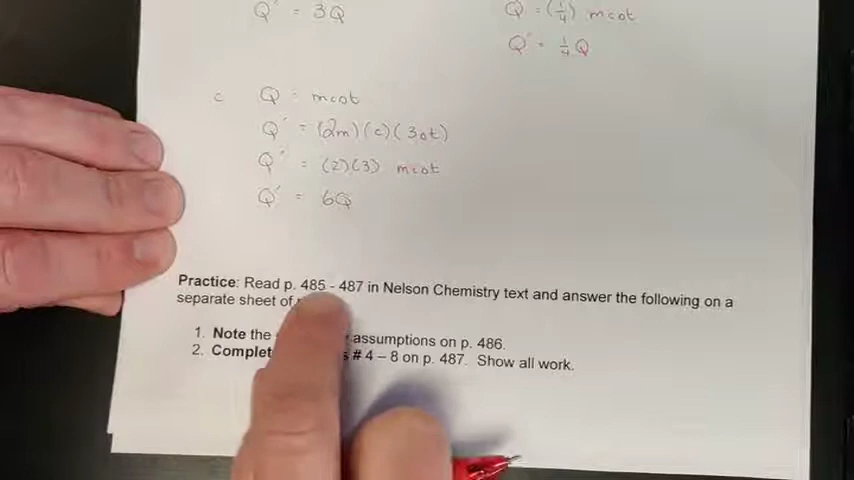 Q' = 3Q
Q = (1/4) mcΔt
Q' = 1/4 Q
c Q = mcΔt
Q' = (2m)(c)(3Δt)
Q' = (2)(3) mcΔt
Q' = 6Q
Practice: Read p. 485 - 487 in Nelson Chemistry text and answer the following on a
separate sheet of
1. Note the assumptions on p. 486.
2. Complet # 4 – 8 on p. 487. Show all work.